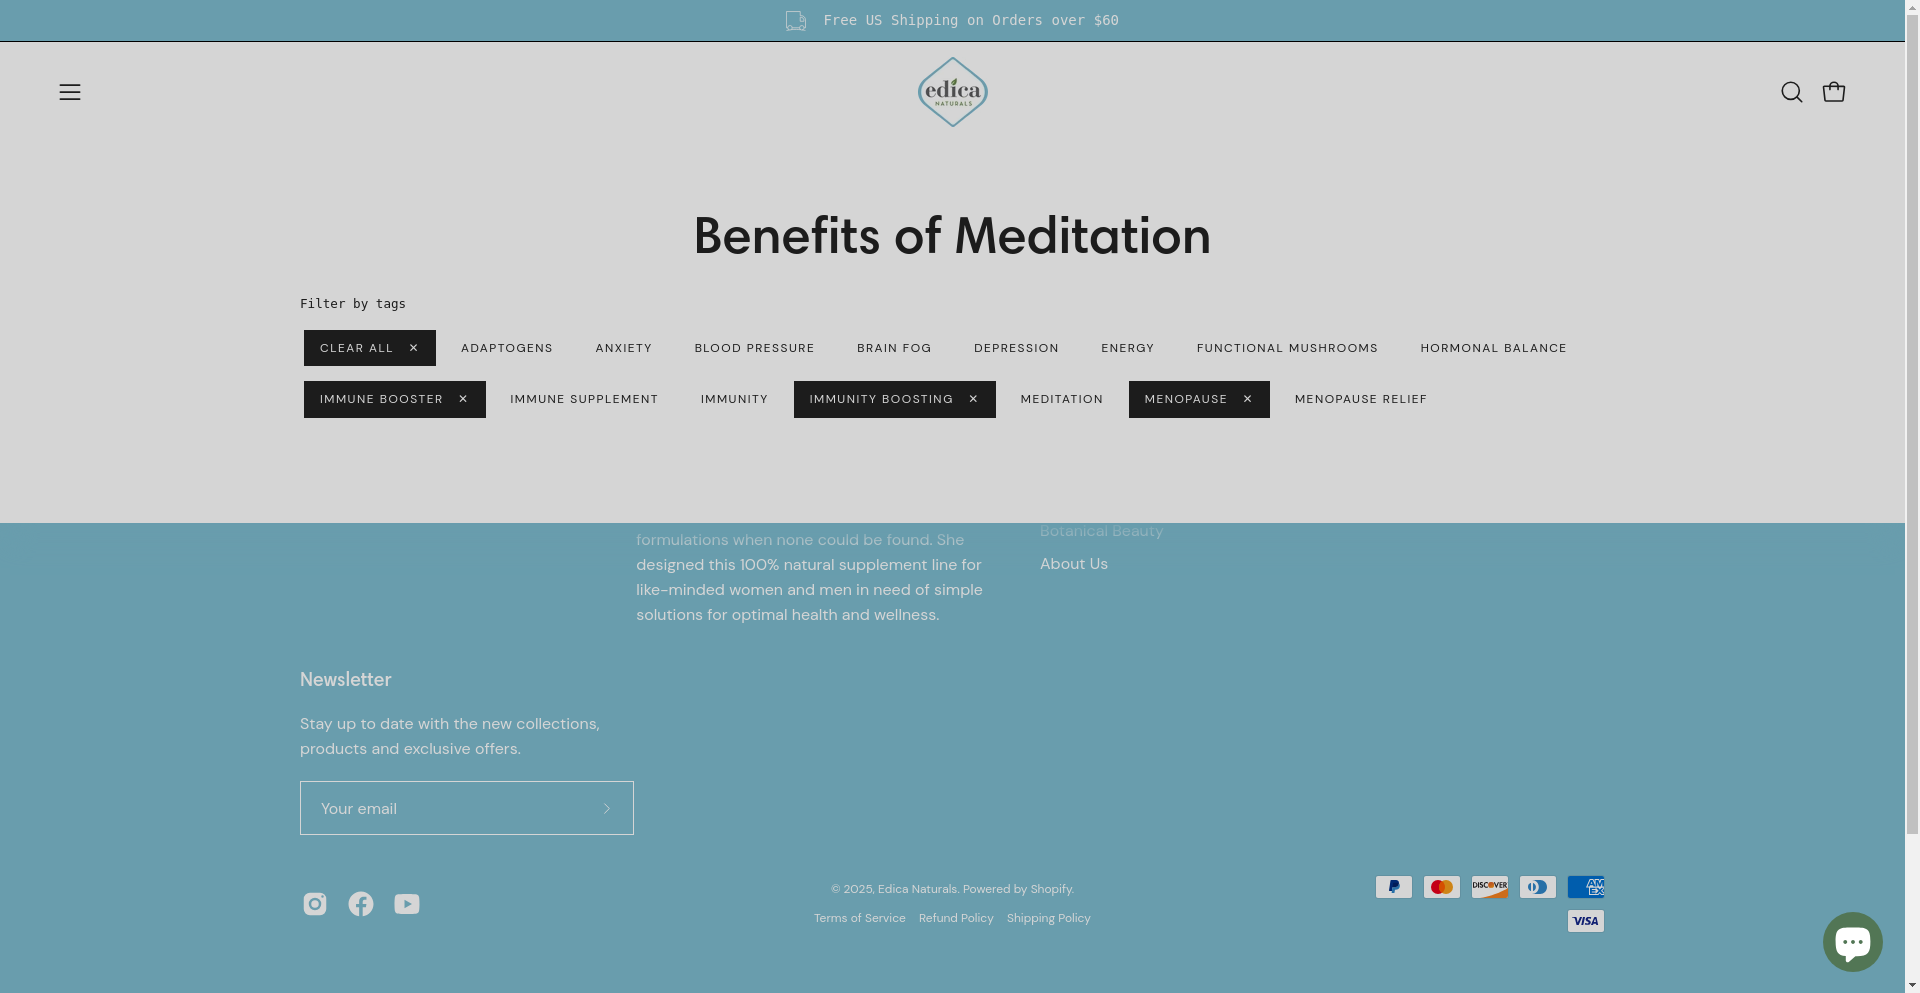 Free US Shipping on Orders over $60
edica
NATURALS
Benefits of Meditation
Filter by tags
CLEAR ALL ✕ ADAPTOGENS ANXIETY BLOOD PRESSURE BRAIN FOG DEPRESSION ENERGY FUNCTIONAL MUSHROOMS HORMONAL BALANCE
IMMUNE BOOSTER ✕ IMMUNE SUPPLEMENT IMMUNITY IMMUNITY BOOSTING ✕ MEDITATION MENOPAUSE ✕ MENOPAUSE RELIEF
Botanical Beauty
About Us
formulations when none could be found. She
designed this 100% natural supplement line for
like-minded women and men in need of simple
solutions for optimal health and wellness.
Newsletter
Stay up to date with the new collections,
products and exclusive offers.
Your email
© 2025, Edica Naturals. Powered by Shopify.
Terms of Service Refund Policy Shipping Policy
DISCOVER
AM
EX
VISA